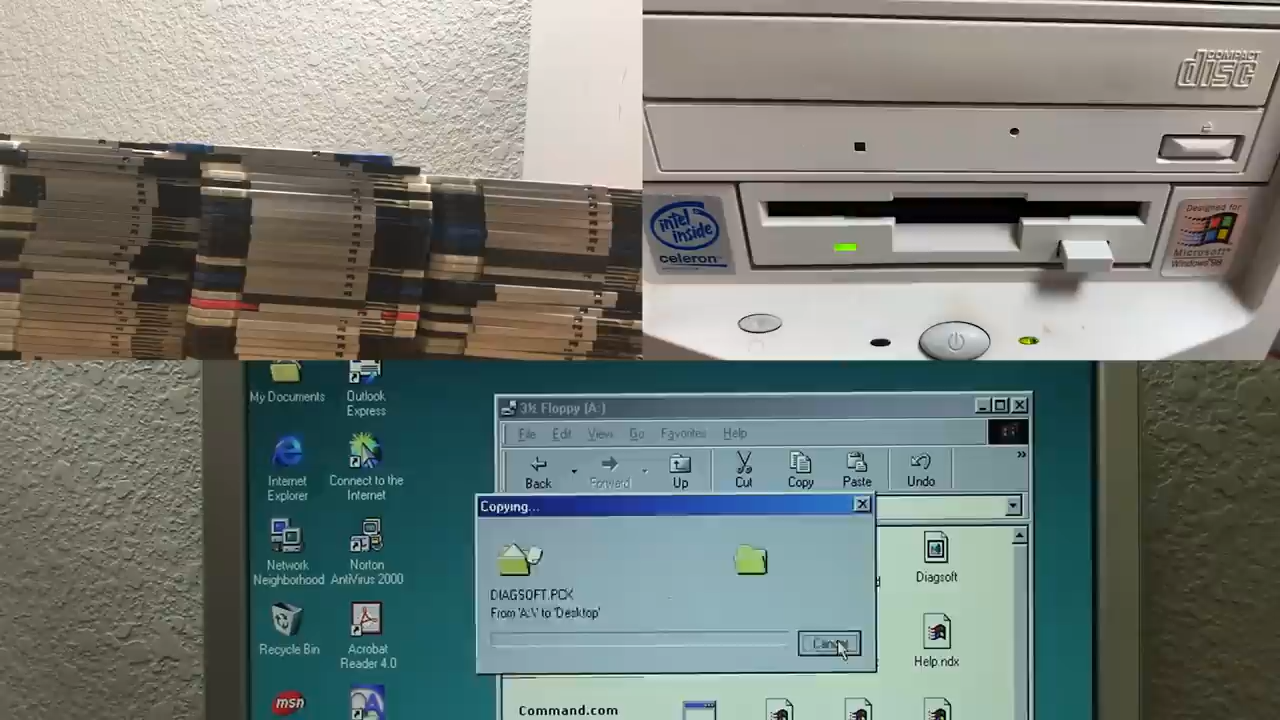 COMPACT
disc
intel
inside
celeron
Designed for
Microsoft
Windows 98
My Documents
Outlook
Express
Internet
Explorer
Connect to the
Internet
Network
Neighborhood
Norton
AntiVirus 2000
Recycle Bin
Acrobat
Reader 4.0
msn
3½ Floppy (A:)
File Edit View Go Favorites Help
»
Back Forward Up Cut Copy Paste Undo
Copying...
DIAGSOFT.PCX
From 'A:\' to 'Desktop'
Cancel
Diagsoft
Help.ndx
Command.com